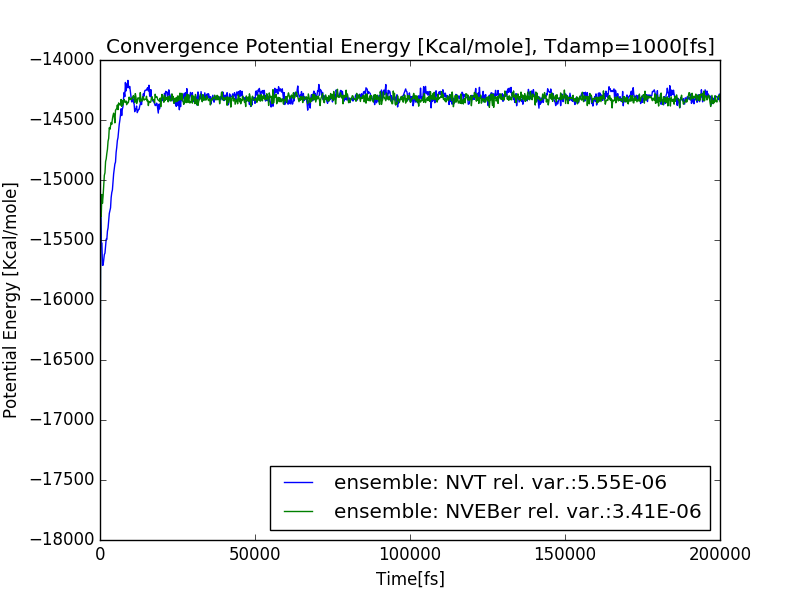 Convergence Potential Energy [Kcal/mole], Tdamp=1000[fs]
Potential Energy [Kcal/mole]
−14000
−14500
−15000
−15500
−16000
−16500
−17000
−17500
−18000
ensemble: NVT rel. var.:5.55E-06
ensemble: NVEBer rel. var.:3.41E-06
0 50000 100000 150000 200000
Time[fs]